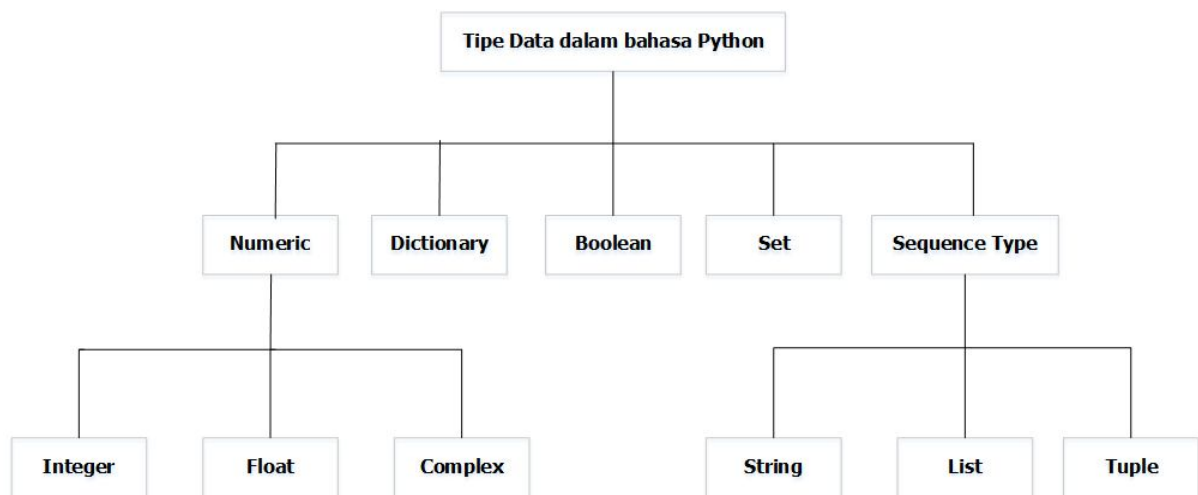 Tipe Data dalam bahasa Python
Numeric
Dictionary
Boolean
Set
Sequence Type
Integer
Float
Complex
String
List
Tuple